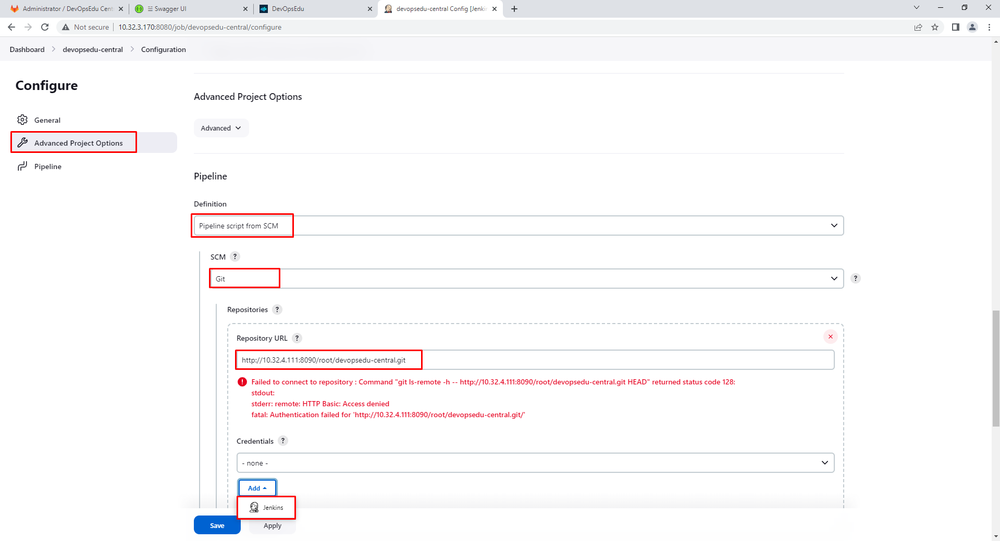 Administrator / DevOpsEdu Cent
Swagger UI
DevOpsEdu
devopsedu-central Config [Jenki
Not secure
10.32.3.170:8080/job/devopsedu-central/configure
Dashboard
devopsedu-central
Configuration
Configure
General
Advanced Project Options
Pipeline
Advanced Project Options
Advanced
Pipeline
Definition
Pipeline script from SCM
SCM ?
Git
?
Repositories ?
Repository URL ?
http://10.32.4.111:8090/root/devopsedu-central.git
Failed to connect to repository : Command "git ls-remote -h -- http://10.32.4.111:8090/root/devopsedu-central.git HEAD" returned status code 128:
stdout:
stderr: remote: HTTP Basic: Access denied
fatal: Authentication failed for 'http://10.32.4.111:8090/root/devopsedu-central.git/'
Credentials ?
- none -
Add
Jenkins
Save
Apply